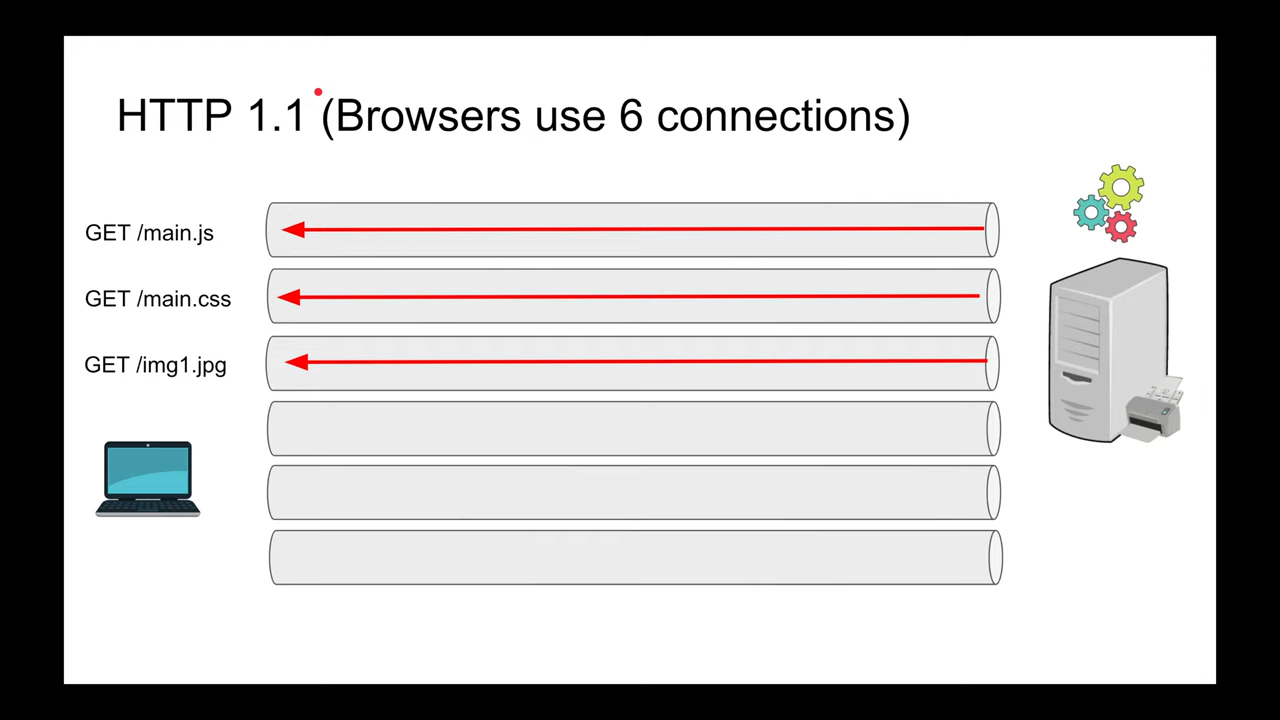 HTTP 1.1 (Browsers use 6 connections)
GET /main.js
GET /main.css
GET /img1.jpg